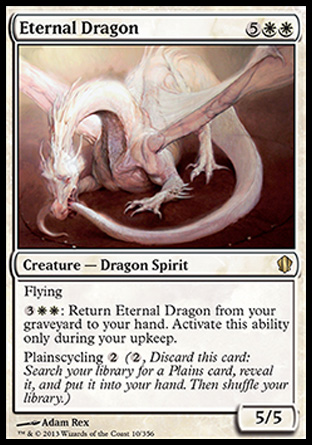 Eternal Dragon 5
Creature — Dragon Spirit
Flying
3: Return Eternal Dragon from your
graveyard to your hand. Activate this ability
only during your upkeep.
Plainscycling 2 (2, Discard this card:
Search your library for a Plains card, reveal
it, and put it into your hand. Then shuffle your
library.)
5/5
Adam Rex
™ & © 2013 Wizards of the Coast 10/356